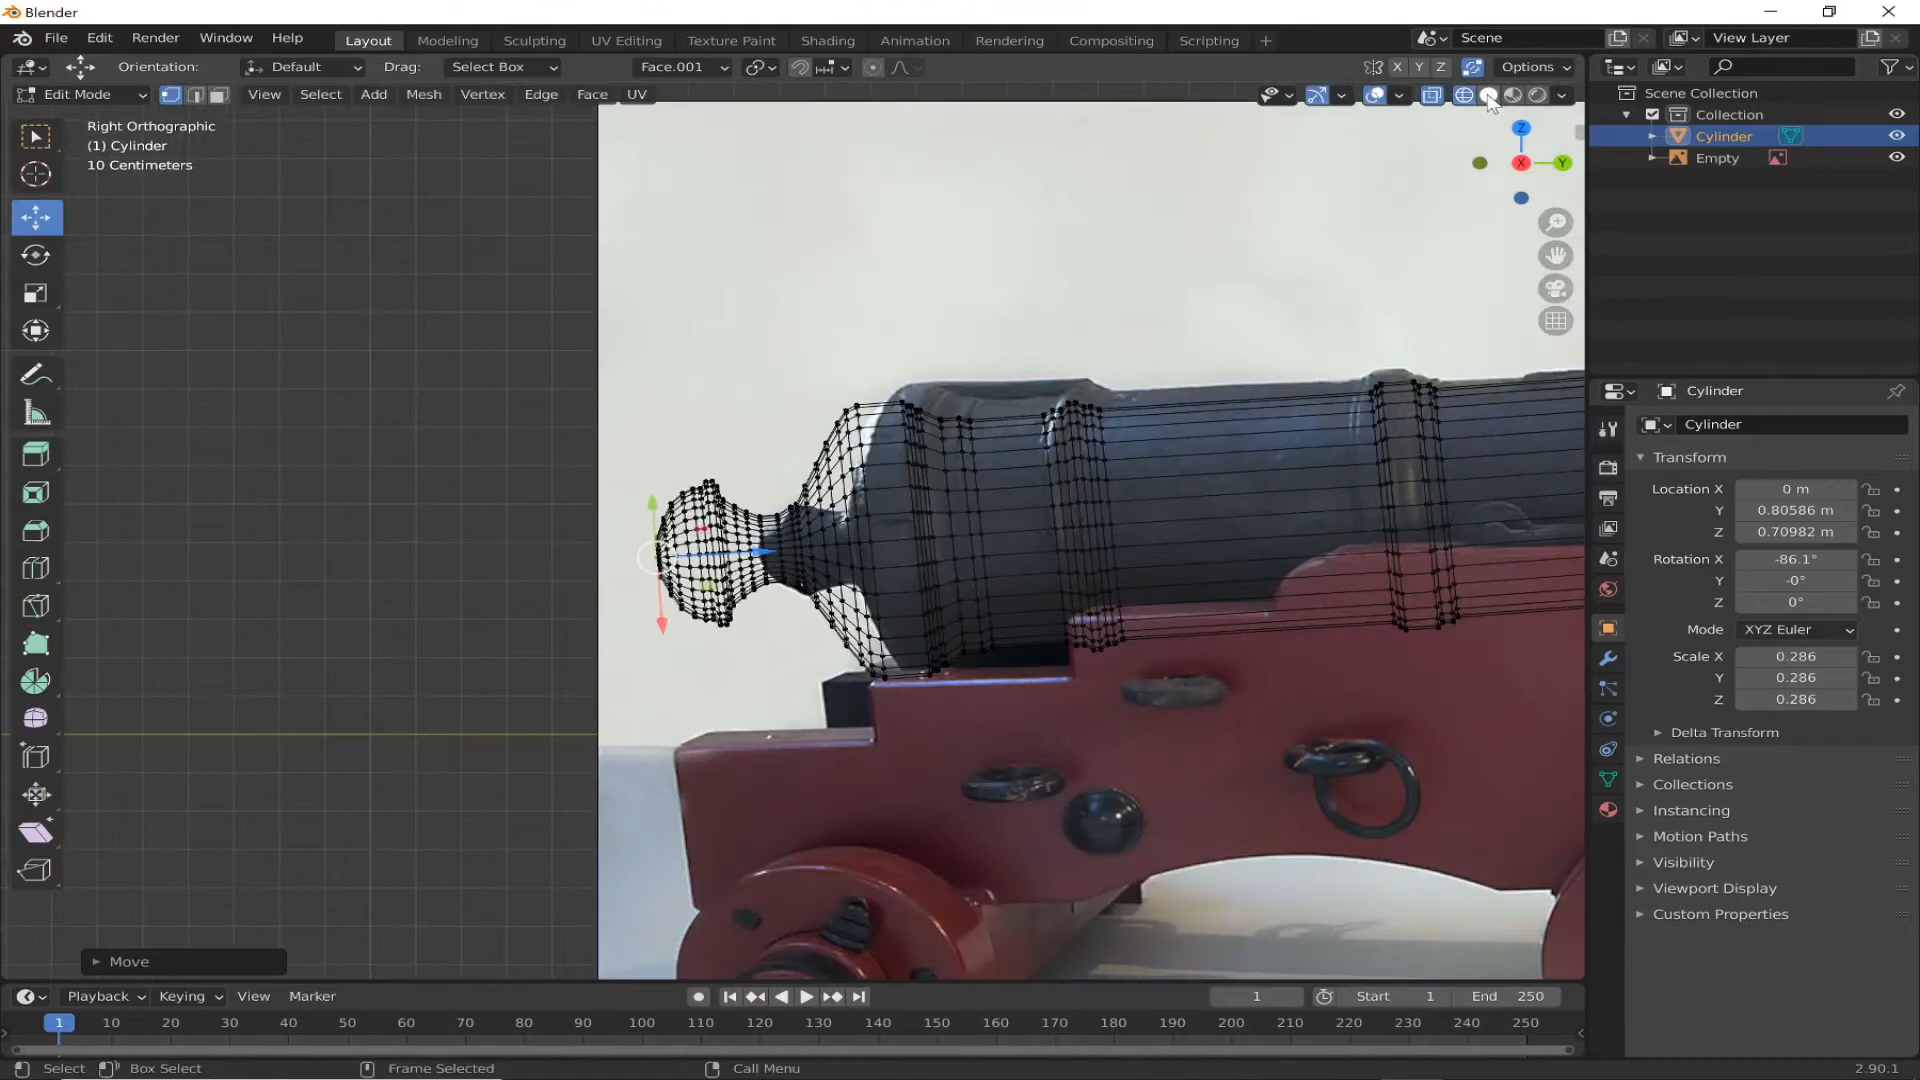 Blender
File Edit Render Window Help
Layout Modeling Sculpting UV Editing Texture Paint Shading Animation Rendering Compositing Scripting +
Scene
View Layer
Orientation: Default Drag: Select Box Face.001 X Y Z Options
Edit Mode View Select Add Mesh Vertex Edge Face UV
Right Orthographic
(1) Cylinder
10 Centimeters
Z
X
Y
Scene Collection
Collection
Cylinder
Empty
Cylinder
Cylinder
Transform
Location X 0 m
Y 0.80586 m
Z 0.70982 m
Rotation X -86.1°
Y -0°
Z 0°
Mode XYZ Euler
Scale X 0.286
Y 0.286
Z 0.286
Delta Transform
Relations
Collections
Instancing
Motion Paths
Visibility
Viewport Display
Custom Properties
Move
Playback Keying View Marker 1 Start 1 End 250
1 10 20 30 40 50 60 70 80 90 100 110 120 130 140 150 160 170 180 190 200 210 220 230 240 250
Select Box Select Frame Selected Call Menu 2.90.1